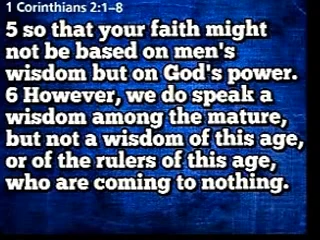 1 Corinthians 2:1–8
5 so that your faith might
not be based on men's
wisdom but on God's power.
6 However, we do speak a
wisdom among the mature,
but not a wisdom of this age,
or of the rulers of this age,
who are coming to nothing.